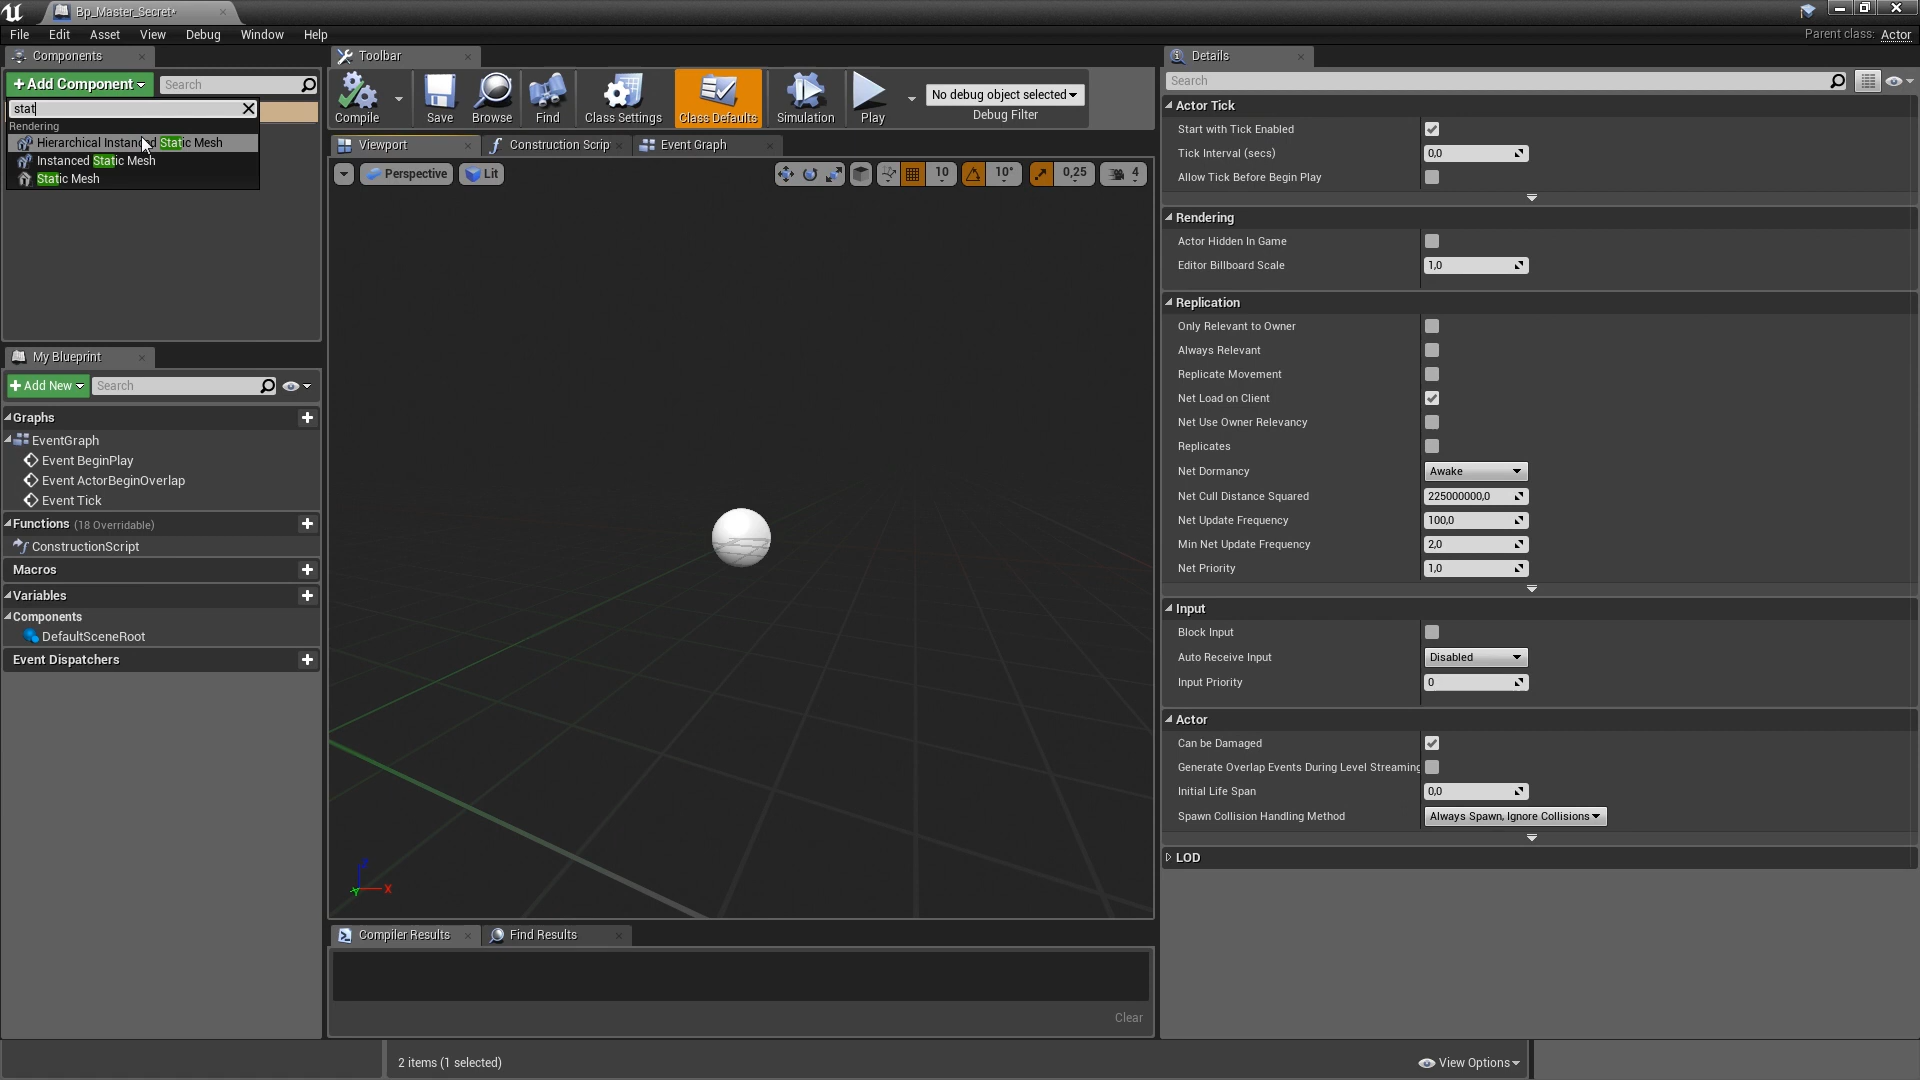 Bp_Master_Secret*
File Edit Asset View Debug Window Help
Parent class: Actor
Components
Add Component
Search
stat
Rendering
Hierarchical Instanced Static Mesh
Instanced Static Mesh
Static Mesh
My Blueprint
Add New
Search
Graphs
EventGraph
Event BeginPlay
Event ActorBeginOverlap
Event Tick
Functions (18 Overridable)
ConstructionScript
Macros
Variables
Components
DefaultSceneRoot
Event Dispatchers
Toolbar
Compile
Save
Browse
Find
Class Settings
Class Defaults
Simulation
Play
No debug object selected
Debug Filter
Viewport
Construction Scrip
Event Graph
Perspective
Lit
10
10°
0,25
4
X
Compiler Results
Find Results
Clear
2 items (1 selected)
View Options
Details
Search
Actor Tick
Start with Tick Enabled
Tick Interval (secs) 0,0
Allow Tick Before Begin Play
Rendering
Actor Hidden In Game
Editor Billboard Scale 1,0
Replication
Only Relevant to Owner
Always Relevant
Replicate Movement
Net Load on Client
Net Use Owner Relevancy
Replicates
Net Dormancy Awake
Net Cull Distance Squared 225000000,0
Net Update Frequency 100,0
Min Net Update Frequency 2,0
Net Priority 1,0
Input
Block Input
Auto Receive Input Disabled
Input Priority 0
Actor
Can be Damaged
Generate Overlap Events During Level Streaming
Initial Life Span 0,0
Spawn Collision Handling Method Always Spawn, Ignore Collisions
LOD